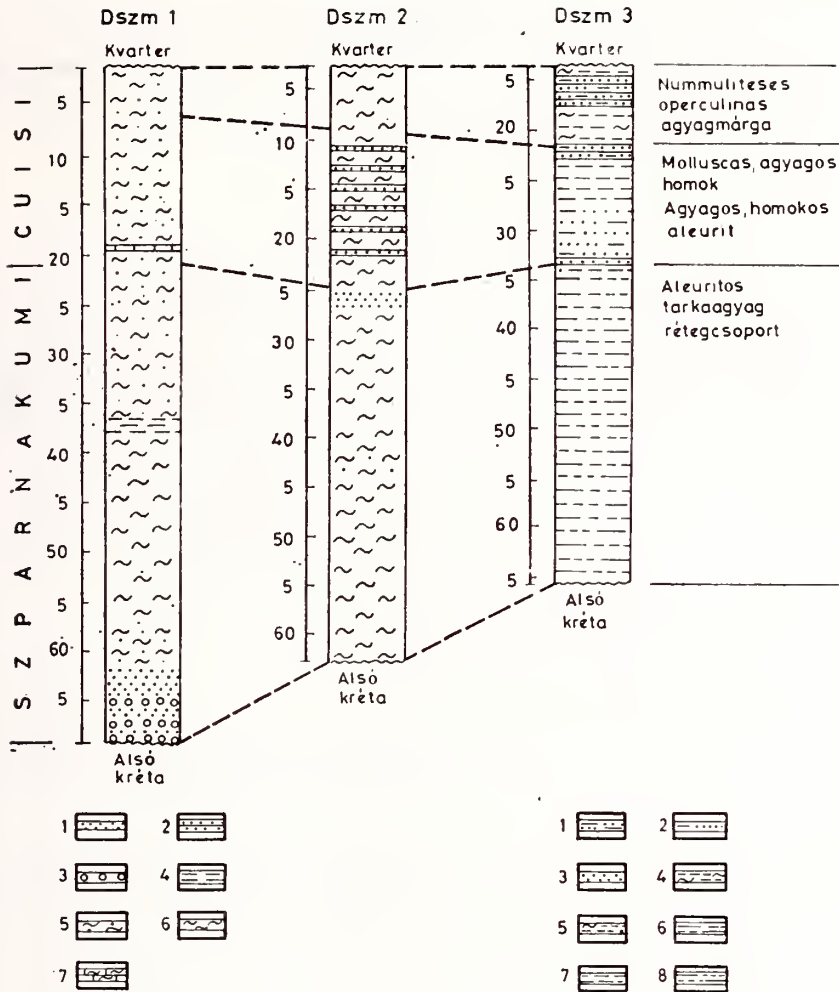 Dszm 1
Dszm 2
Dszm 3
Kvarter
Kvarter
Kvarter
SZPARNAKUMI
CUISI
5
10
5
20
5
30
5
40
5
50
5
60
5
Alsó
kréta
5
10
5
20
5
30
5
40
5
50
5
60
Alsó
kréta
5
20
5
30
5
40
5
50
5
60
5
Alsó
kréta
Nummuliteses
operculinas
agyagmárga
Molluscas, agyagos
homok
Agyagos, homokos
aleurit
Aleuritos
tarkaagyag
rétegcsoport
1 2
3 4
5 6
7
1 2
3 4
5 6
7 8